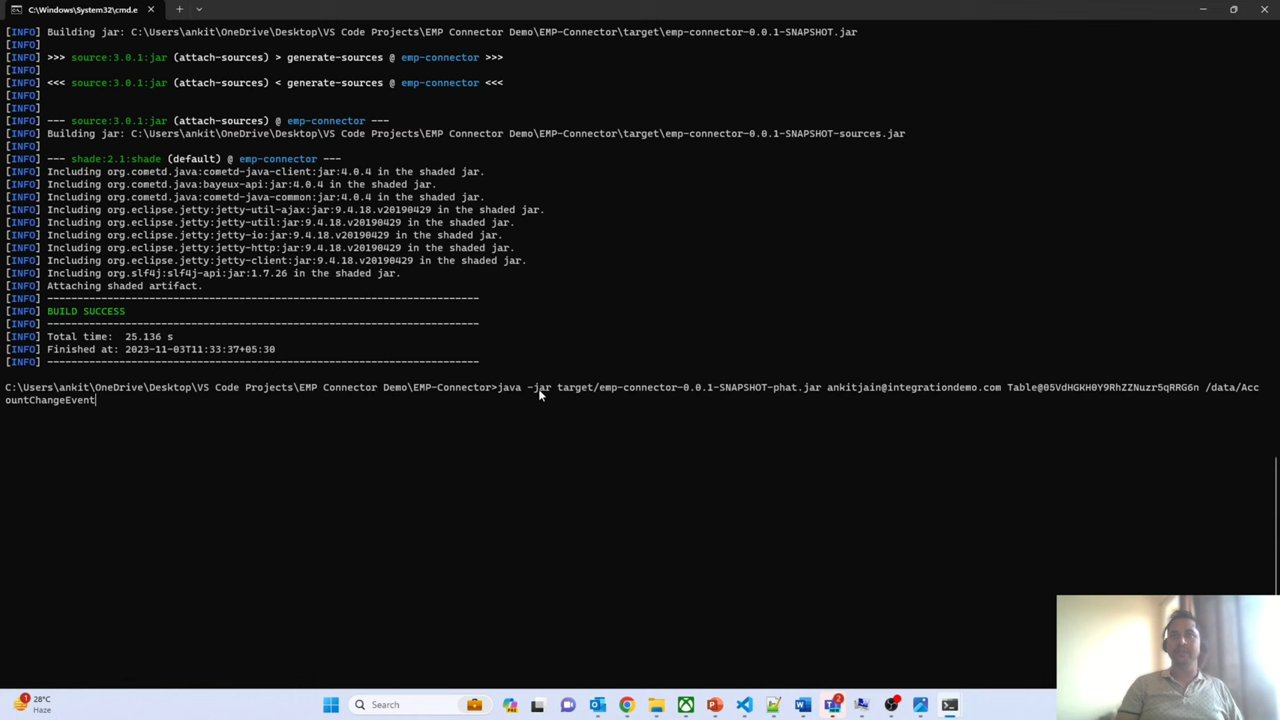 C:\Windows\System32\cmd.e
[INFO] Building jar: C:\Users\ankit\OneDrive\Desktop\VS Code Projects\EMP Connector Demo\EMP-Connector\target\emp-connector-0.0.1-SNAPSHOT.jar
[INFO]
[INFO] >>> source:3.0.1:jar (attach-sources) > generate-sources @ emp-connector >>>
[INFO]
[INFO] <<< source:3.0.1:jar (attach-sources) < generate-sources @ emp-connector <<<
[INFO]
[INFO]
[INFO] --- source:3.0.1:jar (attach-sources) @ emp-connector ---
[INFO] Building jar: C:\Users\ankit\OneDrive\Desktop\VS Code Projects\EMP Connector Demo\EMP-Connector\target\emp-connector-0.0.1-SNAPSHOT-sources.jar
[INFO]
[INFO] --- shade:2.1:shade (default) @ emp-connector ---
[INFO] Including org.cometd.java:cometd-java-client:jar:4.0.4 in the shaded jar.
[INFO] Including org.cometd.java:bayeux-api:jar:4.0.4 in the shaded jar.
[INFO] Including org.cometd.java:cometd-java-common:jar:4.0.4 in the shaded jar.
[INFO] Including org.eclipse.jetty:jetty-util-ajax:jar:9.4.18.v20190429 in the shaded jar.
[INFO] Including org.eclipse.jetty:jetty-util:jar:9.4.18.v20190429 in the shaded jar.
[INFO] Including org.eclipse.jetty:jetty-io:jar:9.4.18.v20190429 in the shaded jar.
[INFO] Including org.eclipse.jetty:jetty-http:jar:9.4.18.v20190429 in the shaded jar.
[INFO] Including org.eclipse.jetty:jetty-client:jar:9.4.18.v20190429 in the shaded jar.
[INFO] Including org.slf4j:slf4j-api:jar:1.7.26 in the shaded jar.
[INFO] Attaching shaded artifact.
[INFO] ------------------------------------------------------------------------
[INFO] BUILD SUCCESS
[INFO] ------------------------------------------------------------------------
[INFO] Total time:  25.136 s
[INFO] Finished at: 2023-11-03T11:33:37+05:30
[INFO] ------------------------------------------------------------------------
C:\Users\ankit\OneDrive\Desktop\VS Code Projects\EMP Connector Demo\EMP-Connector>java -jar target/emp-connector-0.0.1-SNAPSHOT-phat.jar ankitjain@integrationdemo.com Table@05VdHGKH0Y9RhZZNuzr5qRRG6n /data/Acc
ountChangeEvent
1
28°C
Haze
Search
2